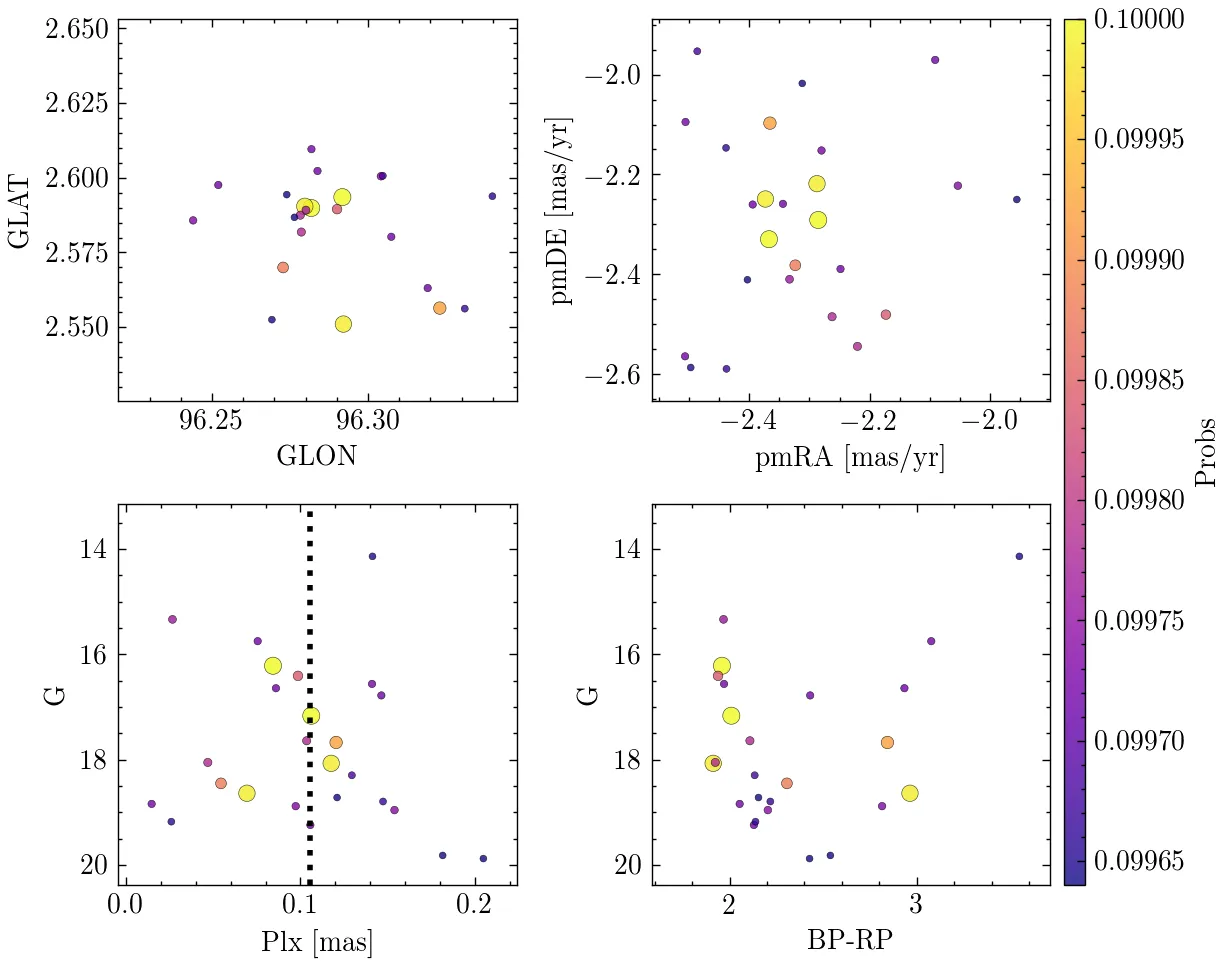 2.650
2.625
2.600
2.575
2.550
GLAT
96.25 96.30
GLON
−2.0
−2.2
−2.4
−2.6
pmDE [mas/yr]
−2.4 −2.2 −2.0
pmRA [mas/yr]
0.10000
0.09995
0.09990
0.09985
0.09980
0.09975
0.09970
0.09965
Probs
14
16
18
20
G
0.0 0.1 0.2
Plx [mas]
14
16
18
20
G
2 3
BP-RP